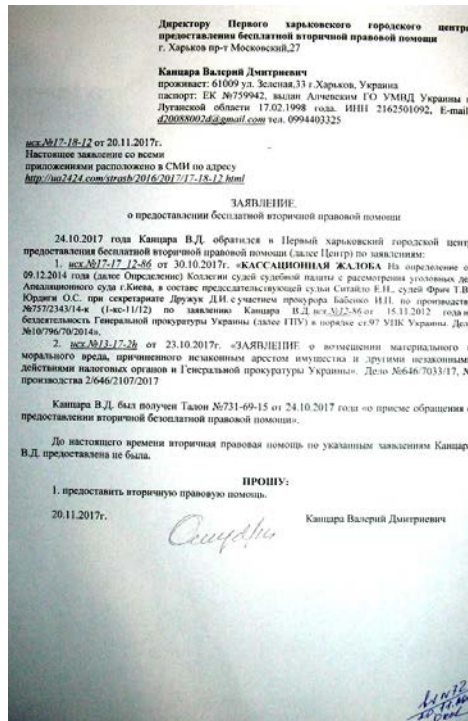 Директору Первого харьковского городского центр
предоставления бесплатной вторичной правовой помощи
г. Харьков пр-т Московский,27
Канцара Валерий Дмитриевич
проживает: 61009 ул. Зеленая,33 г.Харьков, Украина
паспорт: ЕК №759942, выдан Алчевским ГО УМВД Украины
Луганской области 17.02.1998 года. ИНН 2162501092, E-mail
d20088002d@gmail.com тел. 0994403325
исх.№17-18-12 от 20.11.2017г.
Настоящее заявление со всеми
приложениями расположено в СМИ по адресу
http://ua2424.com/strasb/2016/2017/17-18-12.html
ЗАЯВЛЕНИЕ
о предоставлении бесплатной вторичной правовой помощи
24.10.2017 года Канцара В.Д. обратился в Первый харьковский городской центр
предоставления бесплатной вторичной правовой помощи (далее Центр) по заявлениям:
1. исх.№17-17_12-86 от 30.10.2017г. «КАССАЦИОННАЯ ЖАЛОБА На определение о
09.12.2014 года (далее Определение) Коллегии судей судебной палаты с рассмотрения уголовных де
Апелляционного суда г.Киева, в составе председательствующей судьи Ситайло Е.Н., судей Фрич Т.В
Юрдиги О.С. при секретариате Дружук Д.И. с участием прокурора Бабенко И.П. по производств
№757/2343/14-к (1-кс-11/12) по заявлению Канцара В.Д. исх.№12-86 от 15.11.2012 года
бездеятельность Генеральной прокуратуры Украины (далее ГПУ) в порядке ст.97 УПК Украины. Дел
№10/796/70/2014».
2. исх.№13-17-2h от 23.10.2017г. «ЗАЯВЛЕНИЕ о возмещении материального
морального вреда, причиненного незаконным арестом имущества и другими незаконным
действиями налоговых органов и Генеральной прокуратуры Украины». Дело №646/7033/17, №
производства 2/646/2107/2017
Канцара В.Д. был получен Талон №731-69-15 от 24.10.2017 года «о приеме обращения
предоставлении вторичной безоплатной правовой помощи».
До настоящего времени вторичная правовая помощь по указанным заявлениям Канцар
В.Д. предоставлена не была.
ПРОШУ:
1. предоставить вторичную правовую помощь.
20.11.2017г. Канцара Валерий Дмитриевич